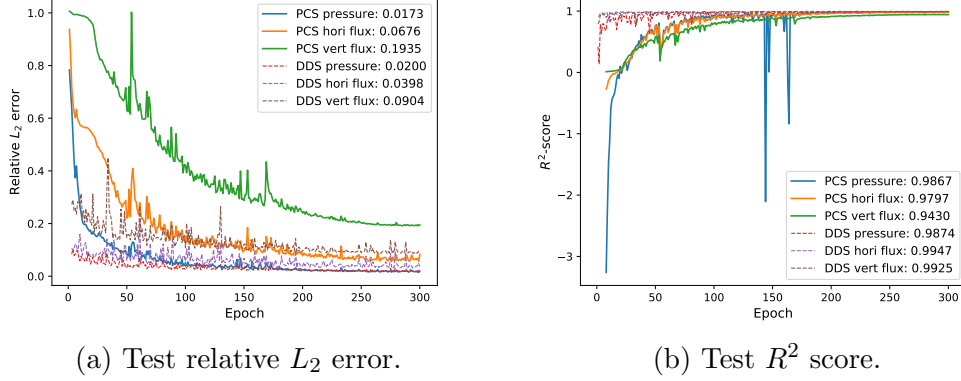 PCS pressure: 0.0173
PCS hori flux: 0.0676
PCS vert flux: 0.1935
DDS pressure: 0.0200
DDS hori flux: 0.0398
DDS vert flux: 0.0904
1.0
0.8
0.6
0.4
0.2
0.0
Relative L₂ error
0
50
100
150
200
250
300
Epoch
(a) Test relative L₂ error.
1
0
−1
−2
−3
R²-score
PCS pressure: 0.9867
PCS hori flux: 0.9797
PCS vert flux: 0.9430
DDS pressure: 0.9874
DDS hori flux: 0.9947
DDS vert flux: 0.9925
0
50
100
150
200
250
300
Epoch
(b) Test R² score.